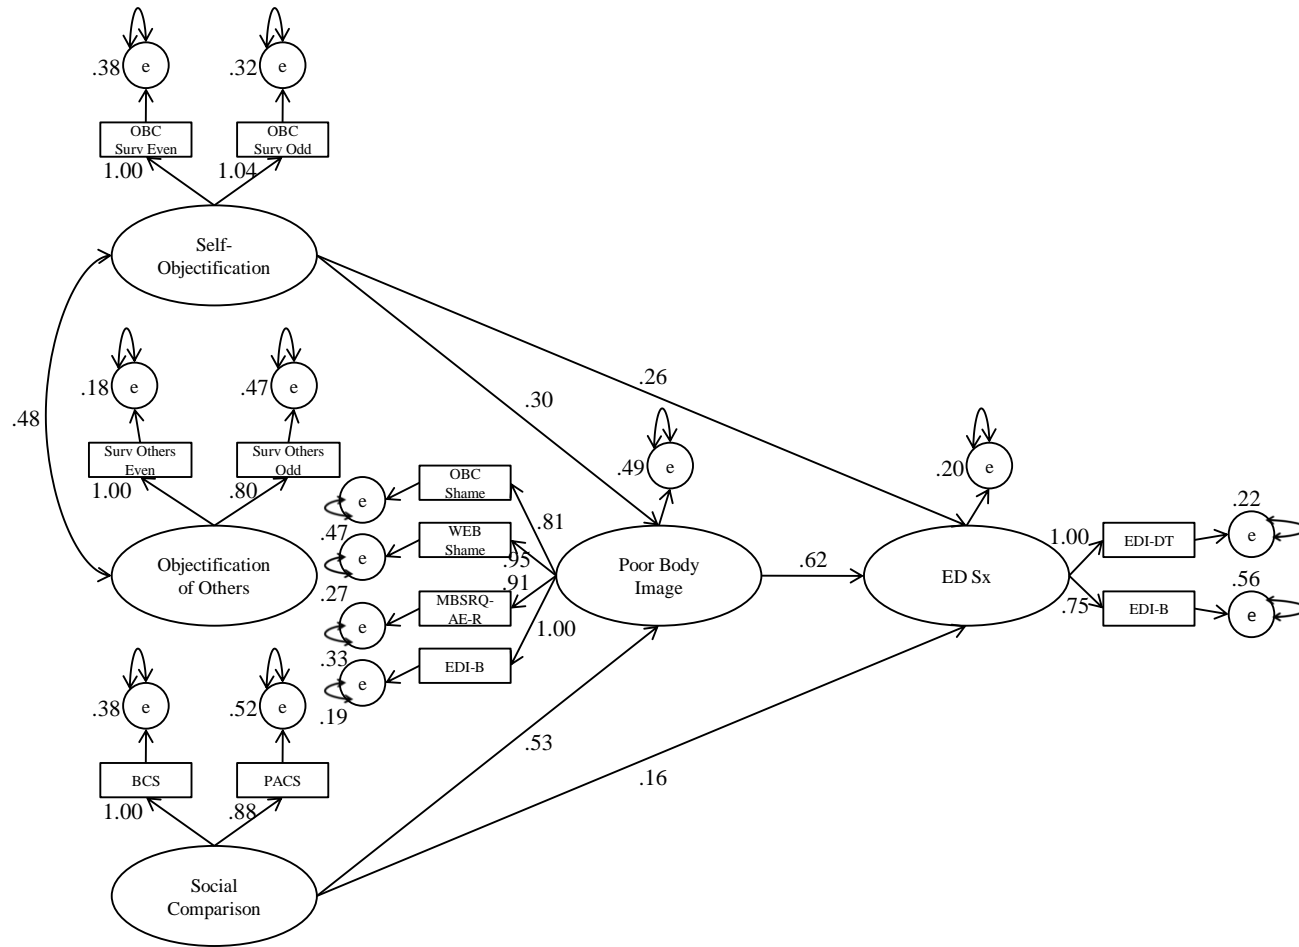 .38
e
.32
e
OBC
Surv Even
OBC
Surv Odd
1.00
1.04
Self-
Objectification
.48
.18
e
.47
e
Surv Others
Even
Surv Others
Odd
1.00
.80
Objectification
of Others
.38
e
.52
e
BCS
PACS
1.00
.88
Social
Comparison
.30
.26
.53
.16
e
.47
OBC
Shame
.81
e
.27
WEB
Shame
.95
e
.33
MBSRQ-
AE-R
.91
e
.19
EDI-B
1.00
.49
e
Poor Body
Image
.62
.20
e
ED Sx
1.00
EDI-DT
.22
e
.75
EDI-B
.56
e